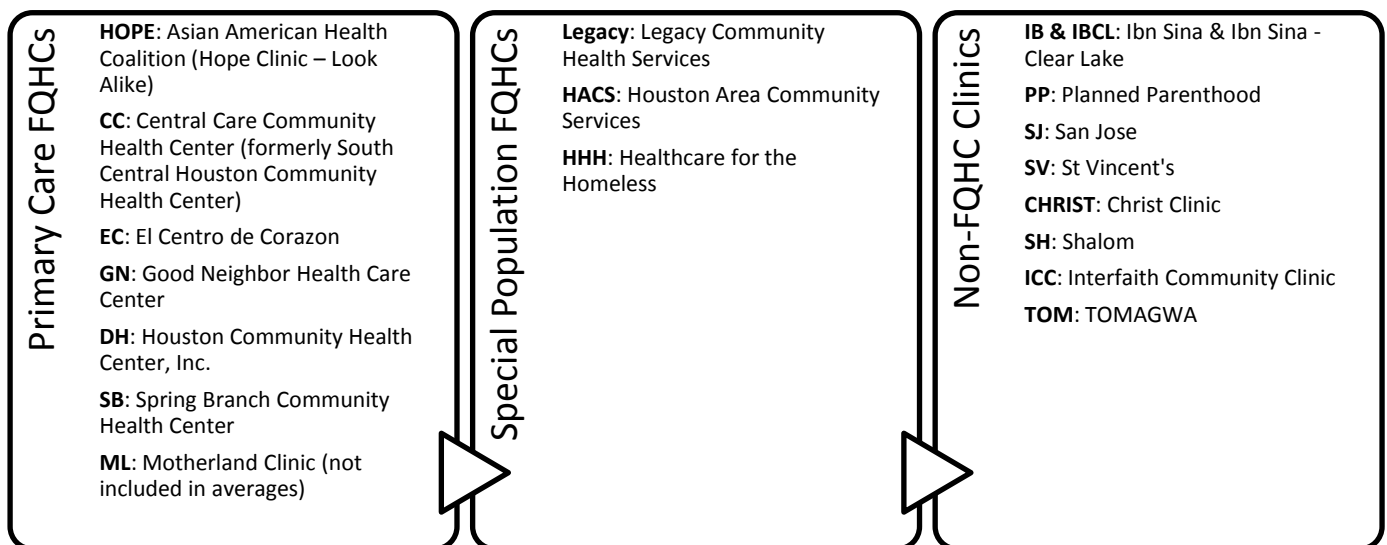 Primary Care FQHCs
HOPE: Asian American Health
Coalition (Hope Clinic – Look
Alike)
CC: Central Care Community
Health Center (formerly South
Central Houston Community
Health Center)
EC: El Centro de Corazon
GN: Good Neighbor Health Care
Center
DH: Houston Community Health
Center, Inc.
SB: Spring Branch Community
Health Center
ML: Motherland Clinic (not
included in averages)
Special Population FQHCs
Legacy: Legacy Community
Health Services
HACS: Houston Area Community
Services
HHH: Healthcare for the
Homeless
Non-FQHC Clinics
IB & IBCL: Ibn Sina & Ibn Sina -
Clear Lake
PP: Planned Parenthood
SJ: San Jose
SV: St Vincent's
CHRIST: Christ Clinic
SH: Shalom
ICC: Interfaith Community Clinic
TOM: TOMAGWA